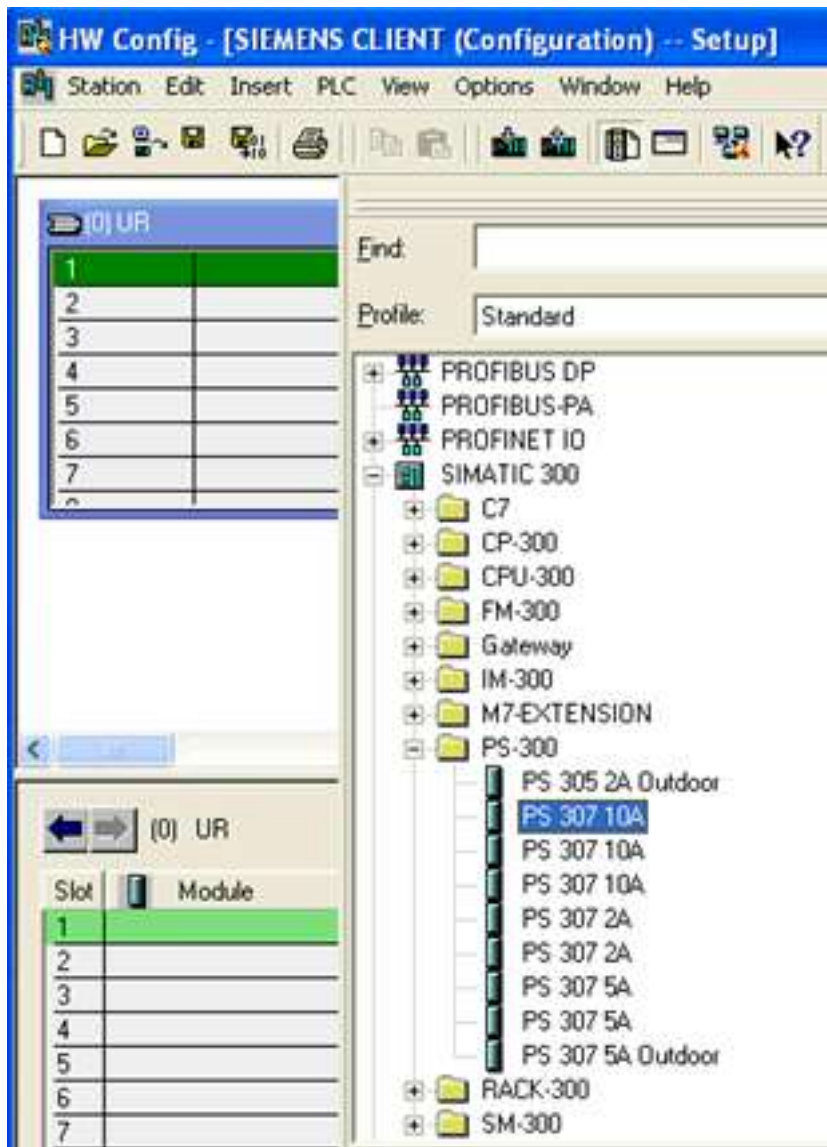 HW Config - [SIEMENS CLIENT (Configuration) -- Setup]
Station Edit Insert PLC View Options Window Help
(0) UR
1
2
3
4
5
6
7
Find:
Profile: Standard
PROFIBUS DP
PROFIBUS-PA
PROFINET IO
SIMATIC 300
C7
CP-300
CPU-300
FM-300
Gateway
IM-300
M7-EXTENSION
PS-300
PS 305 2A Outdoor
PS 307 10A
PS 307 10A
PS 307 10A
PS 307 2A
PS 307 2A
PS 307 5A
PS 307 5A
PS 307 5A Outdoor
RACK-300
SM-300
(0) UR
Slot Module
1
2
3
4
5
6
7